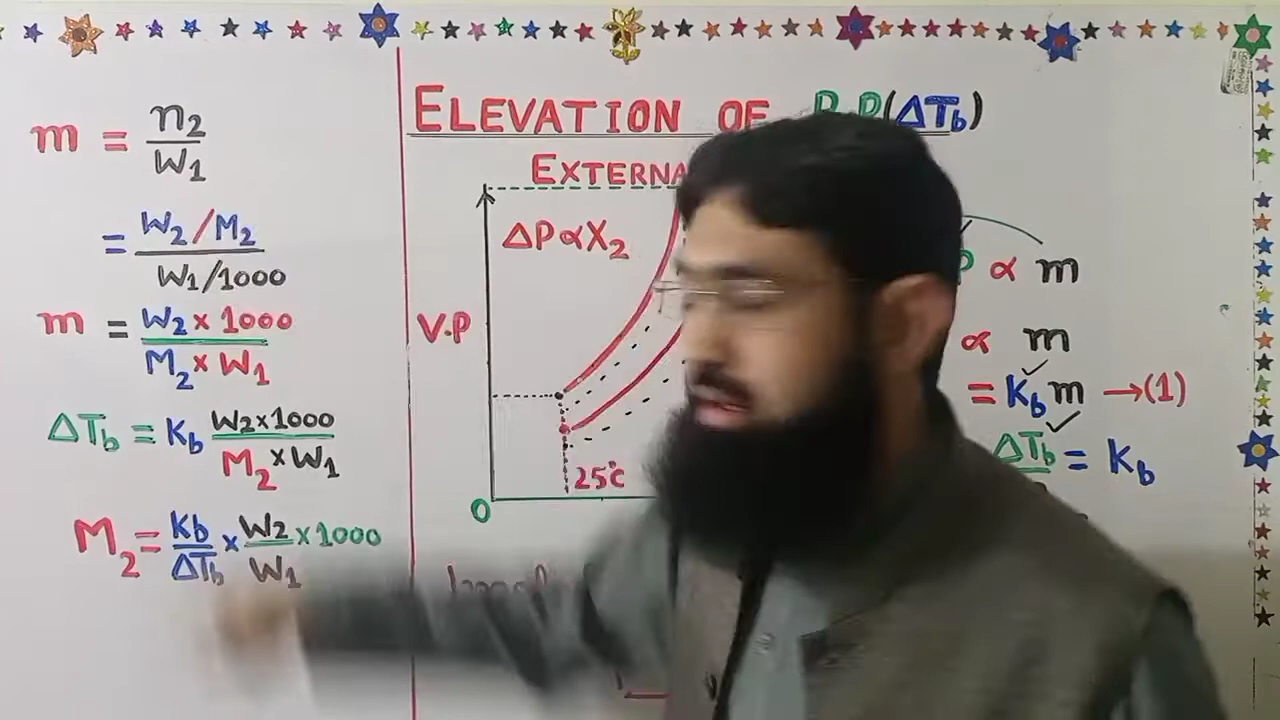 m = n2/W1
= W2/M2 / W1/1000
m = W2 x 1000 / M2 x W1
ΔTb = Kb W2x1000 / M2 x W1
M2 = Kb/ΔTb x W2/W1 x 1000
ELEVATION OF B.P(ΔTb)
EXTERNA
ΔP∝X2
V.P
25°C
0
∝ m
∝ m
= Kb m →(1)
ΔTb = Kb